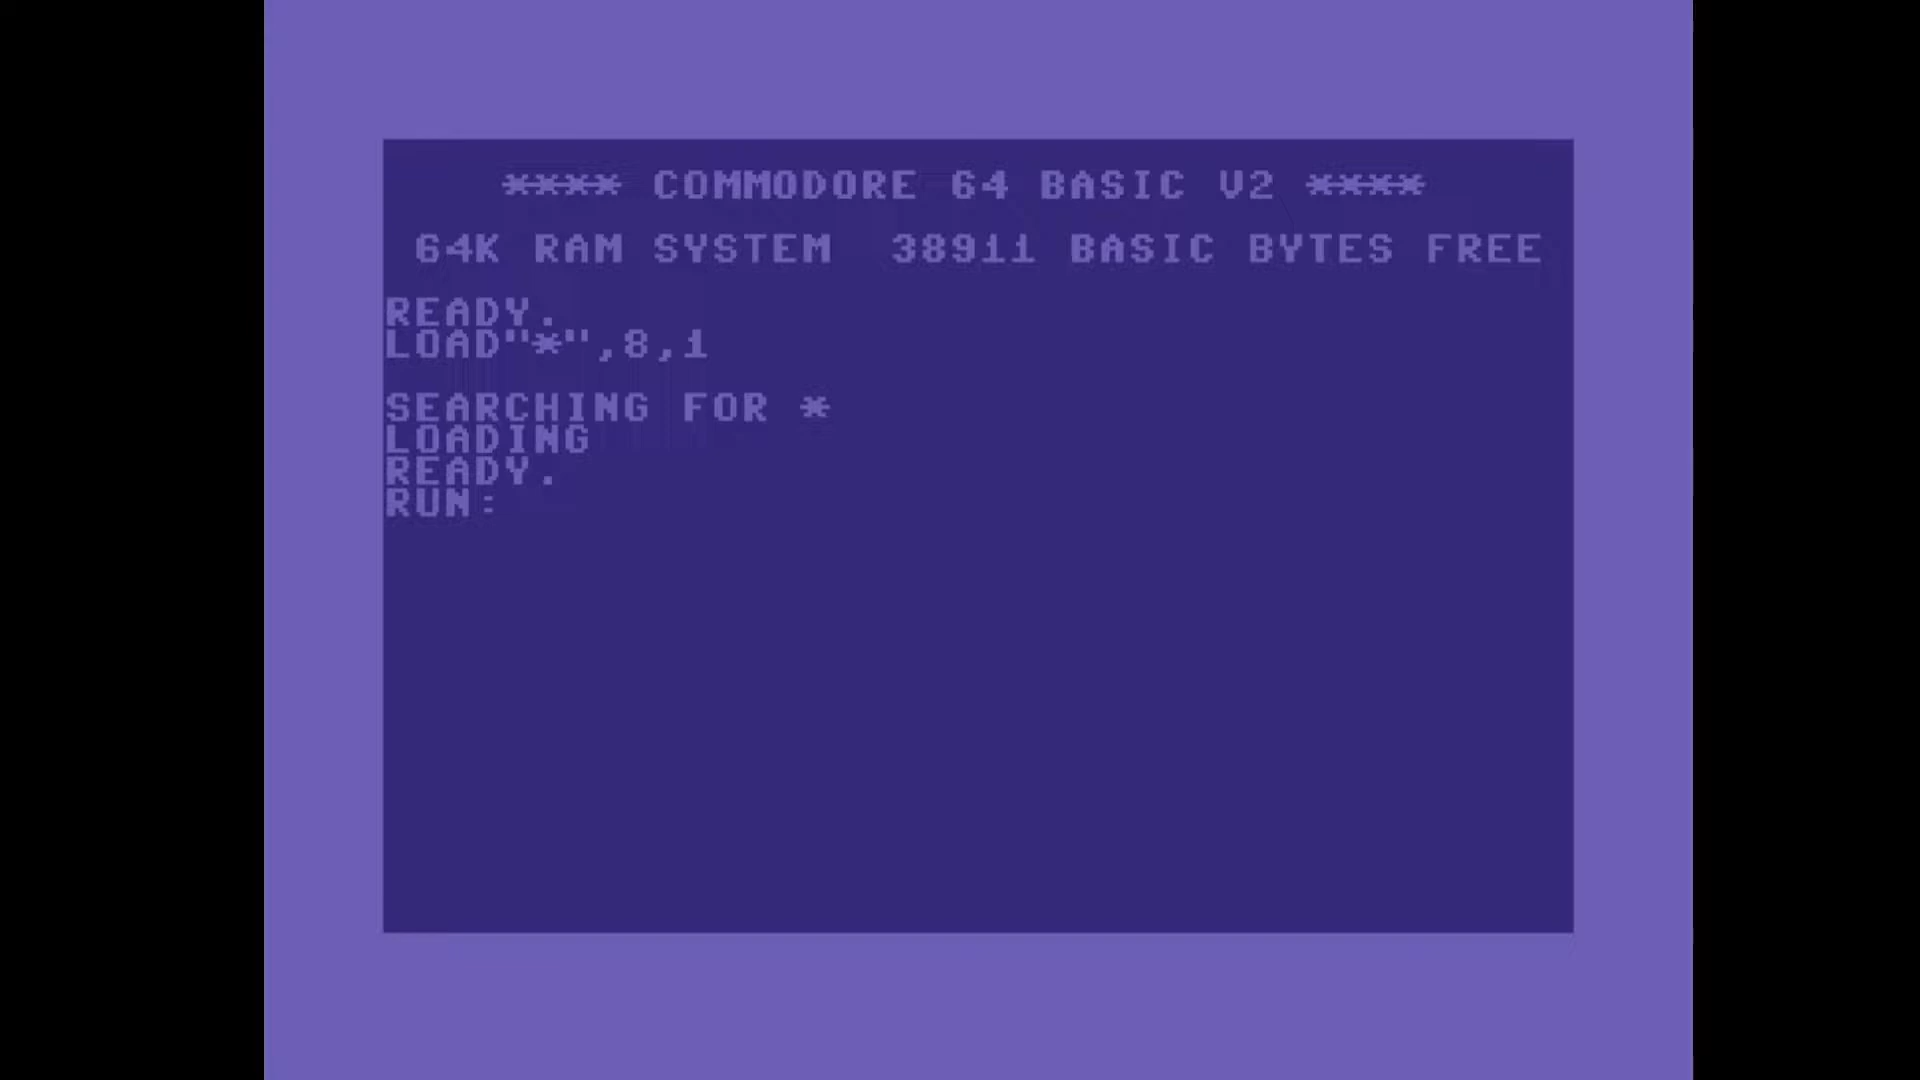 **** COMMODORE 64 BASIC V2 ****
64K RAM SYSTEM  38911 BASIC BYTES FREE
READY.
LOAD"*",8,1
SEARCHING FOR *
LOADING
READY.
RUN: